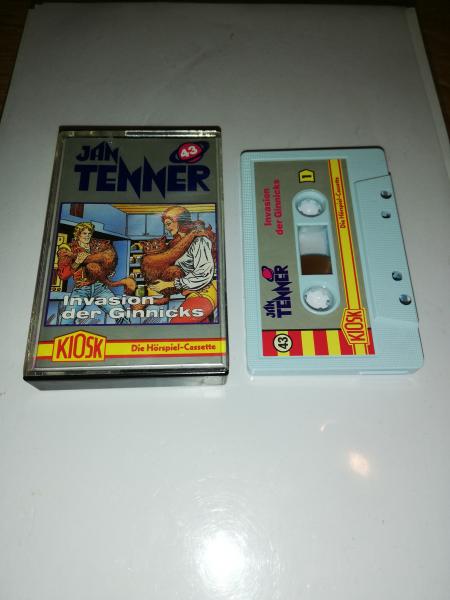 JAN
43
TENNER
Invasion
der Ginnicks
KIOSK
Die Hörspiel-Cassette
1
Invasion
der Ginnicks
Die Hörspiel-Cassette
JAN
TENNER
43
KIOSK